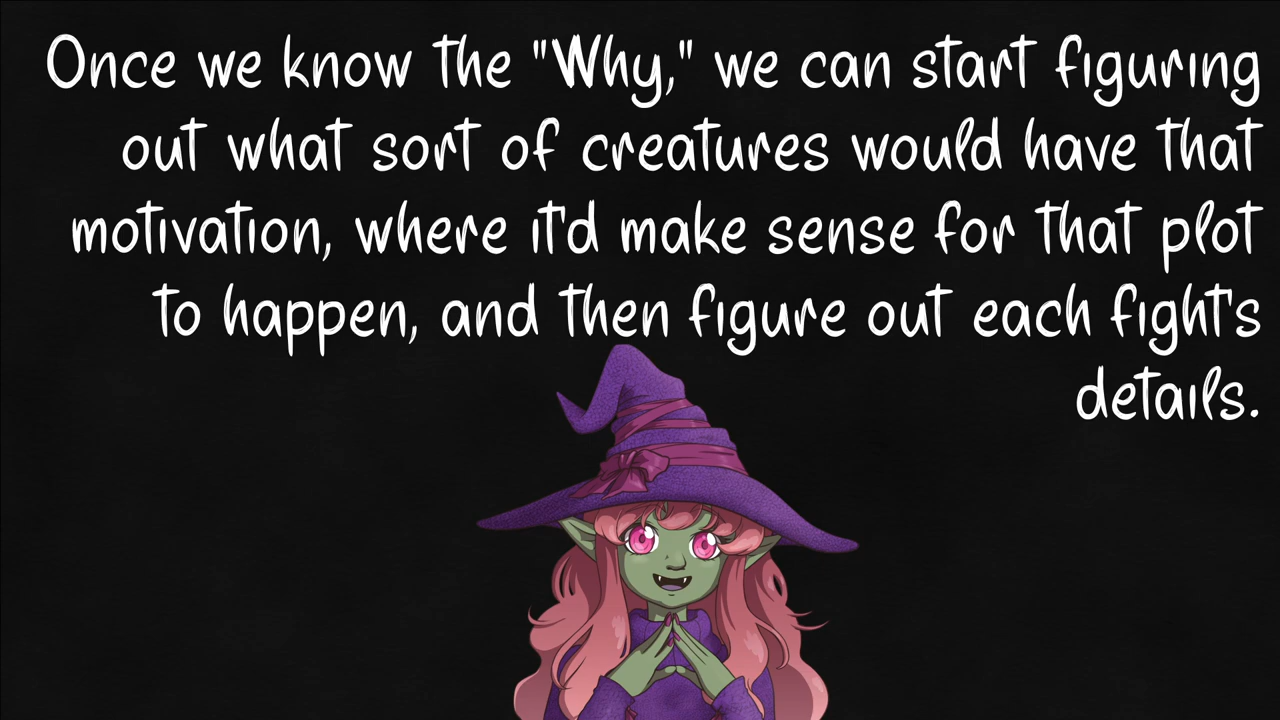 Once we know the "Why," we can start figuring
out what sort of creatures would have that
motivation, where it'd make sense for that plot
to happen, and then figure out each fight's
details.